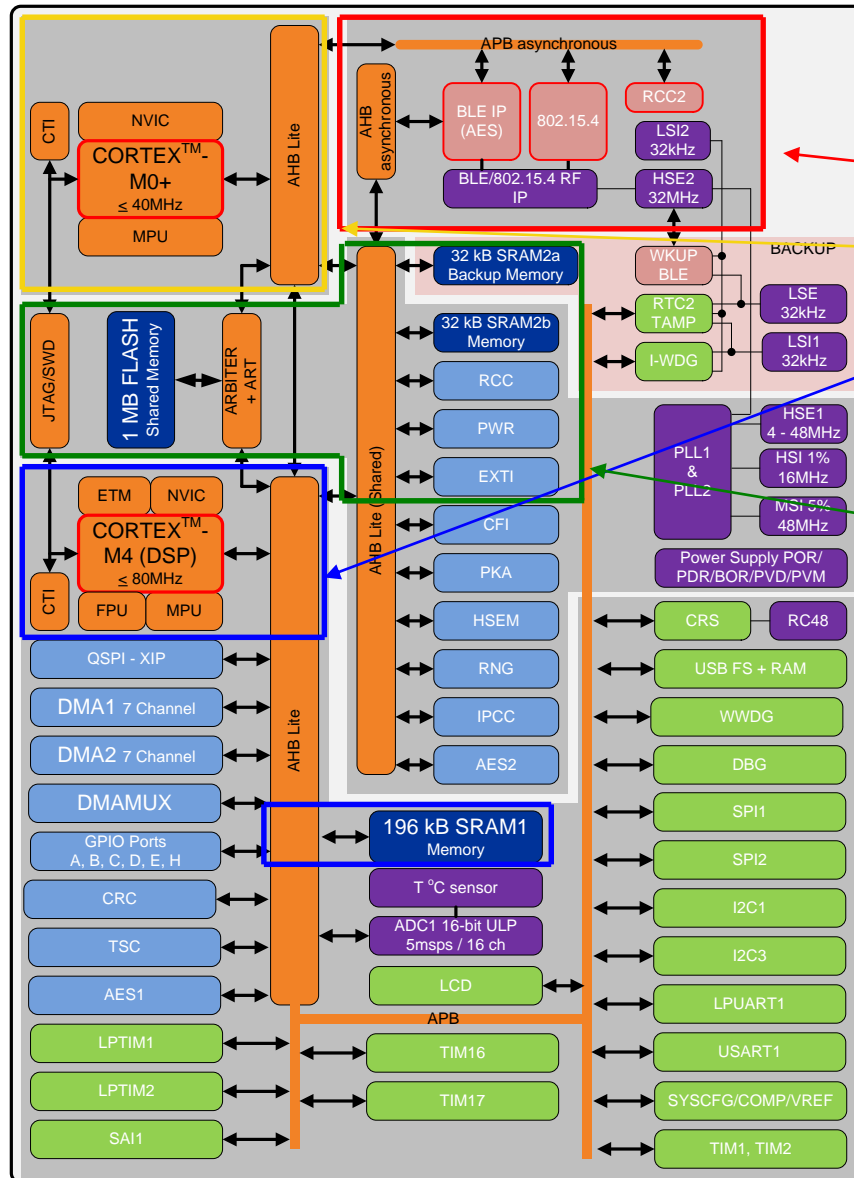 APB asynchronous
AHB Lite
AHB
asynchronous
BLE IP
(AES)
802.15.4
RCC2
LSI2
32kHz
BLE/802.15.4 RF
IP
HSE2
32MHz
CTI
NVIC
CORTEX™-
M0+
≤ 40MHz
MPU
BACKUP
32 kB SRAM2a
Backup Memory
WKUP
BLE
RTC2
TAMP
I-WDG
LSE
32kHz
LSI1
32kHz
JTAG/SWD
1 MB FLASH
Shared Memory
ARBITER
+ ART
AHB Lite (Shared)
32 kB SRAM2b
Memory
RCC
PWR
EXTI
CFI
PKA
HSEM
RNG
IPCC
AES2
PLL1
&
PLL2
HSE1
4 - 48MHz
HSI 1%
16MHz
MSI 5%
48MHz
Power Supply POR/
PDR/BOR/PVD/PVM
ETM
NVIC
CORTEX™-
M4 (DSP)
≤ 80MHz
CTI
FPU
MPU
AHB Lite
QSPI - XIP
DMA1 7 Channel
DMA2 7 Channel
DMAMUX
GPIO Ports
A, B, C, D, E, H
CRC
TSC
AES1
LPTIM1
LPTIM2
SAI1
196 kB SRAM1
Memory
T °C sensor
ADC1 16-bit ULP
5msps / 16 ch
LCD
APB
TIM16
TIM17
CRS
RC48
USB FS + RAM
WWDG
DBG
SPI1
SPI2
I2C1
I2C3
LPUART1
USART1
SYSCFG/COMP/VREF
TIM1, TIM2